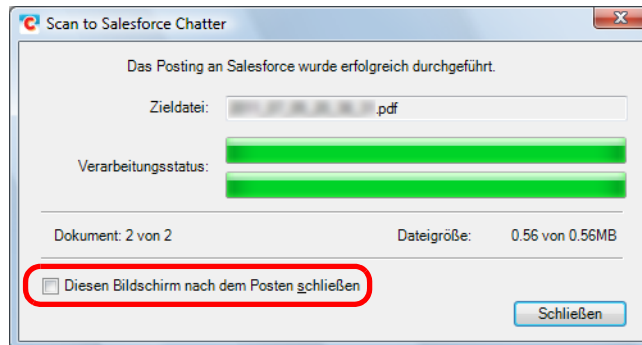 Scan to Salesforce Chatter
Das Posting an Salesforce wurde erfolgreich durchgeführt.
Zieldatei: .pdf
Verarbeitungsstatus:
Dokument: 2 von 2 Dateigröße: 0.56 von 0.56MB
Diesen Bildschirm nach dem Posten schließen
Schließen